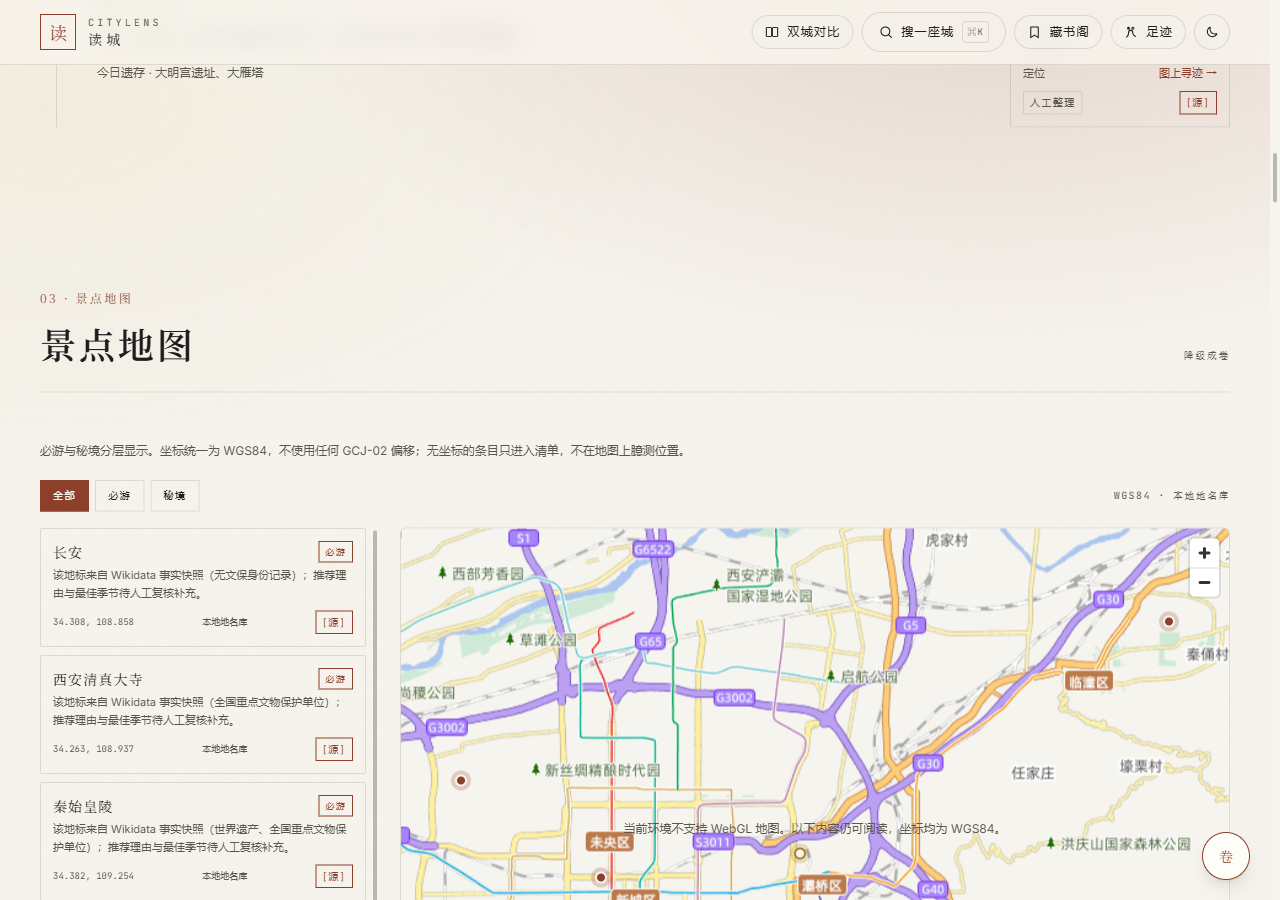 读
CITYLENS
读城
双城对比
搜一座城 ⌘K
藏书阁
足迹
今日遗存 · 大明宫遗址、大雁塔
定位
图上寻迹 →
人工整理
[源]
03 · 景点地图
景点地图
降级成卷
必游与秘境分层显示。坐标统一为 WGS84，不使用任何 GCJ-02 偏移；无坐标的条目只进入清单，不在地图上臆测位置。
全部
必游
秘境
WGS84 · 本地地名库
长安
必游
该地标来自 Wikidata 事实快照（无文保身份记录）；推荐理
由与最佳季节待人工复核补充。
34.308, 108.858
本地地名库
[源]
西安清真大寺
必游
该地标来自 Wikidata 事实快照（全国重点文物保护单位）；
推荐理由与最佳季节待人工复核补充。
34.263, 108.937
本地地名库
[源]
秦始皇陵
必游
该地标来自 Wikidata 事实快照（世界遗产、全国重点文物保
护单位）；推荐理由与最佳季节待人工复核补充。
34.382, 109.254
本地地名库
[源]
S1
G6522
虎家村
西部芳香园
西安浐灞
国家湿地公园
G30
G5
草滩公园
G65
秦俑村
启航公园
临潼区
尚稷公园
G3002
G3002
G30
新丝绸精酿时代园
任家庄
壕栗村
当前环境不支持 WebGL 地图。以下内容仍可阅读，坐标均为 WGS84。
未央区
S3011
洪庆山国家森林公园
灞桥区
G40
新城区
+
−
卷